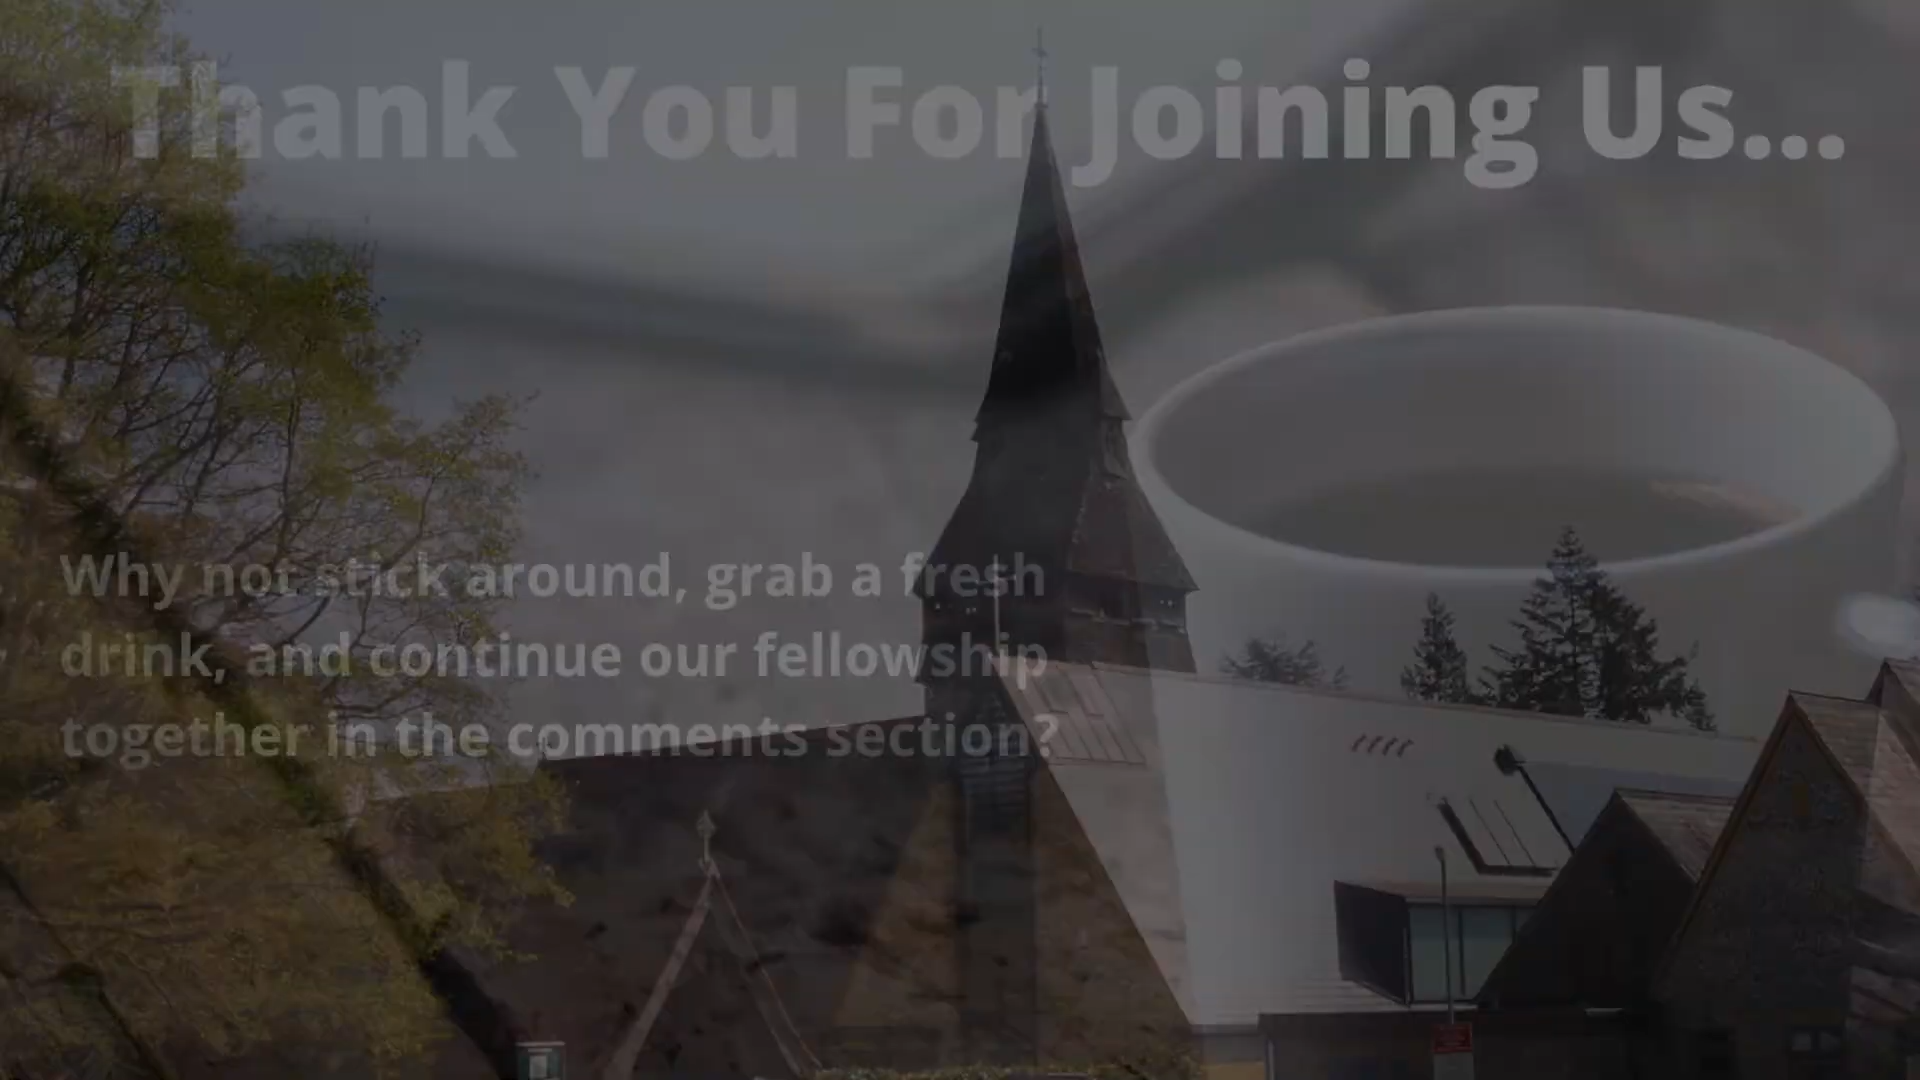 Thank You For Joining Us...
Why not stick around, grab a fresh
drink, and continue our fellowship
together in the comments section?